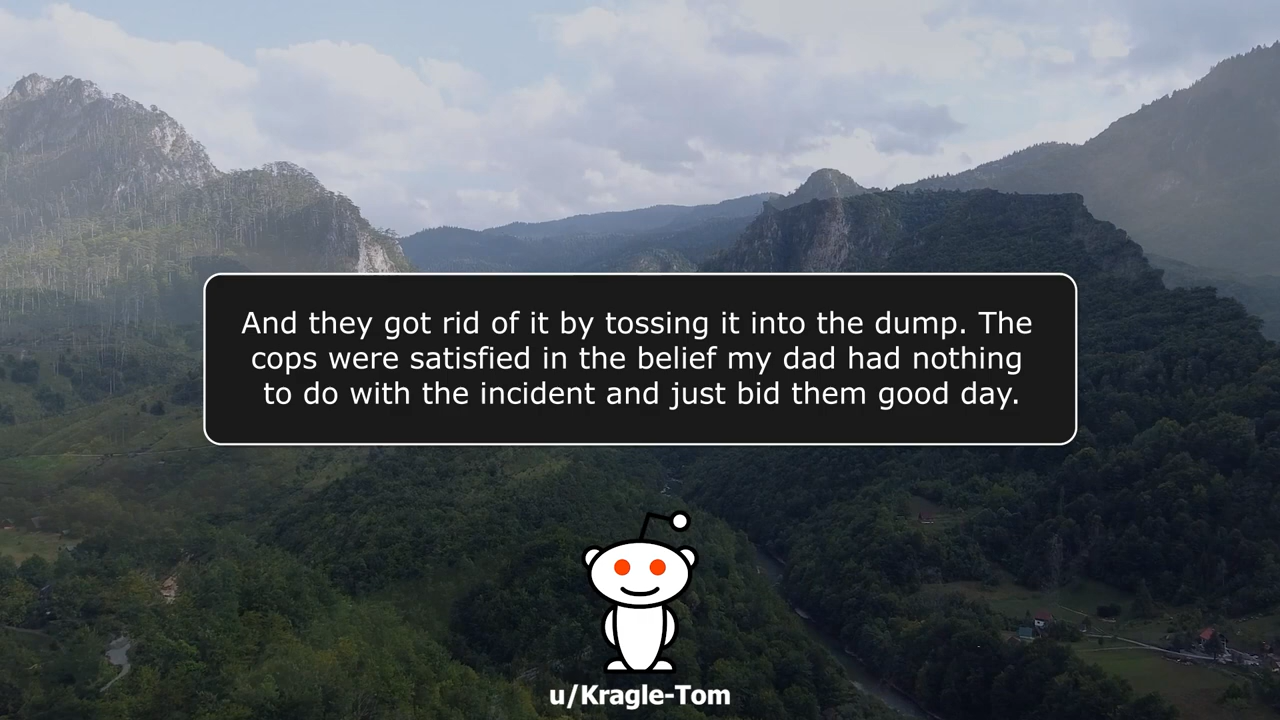 And they got rid of it by tossing it into the dump. The
cops were satisfied in the belief my dad had nothing
to do with the incident and just bid them good day.
u/Kragle-Tom